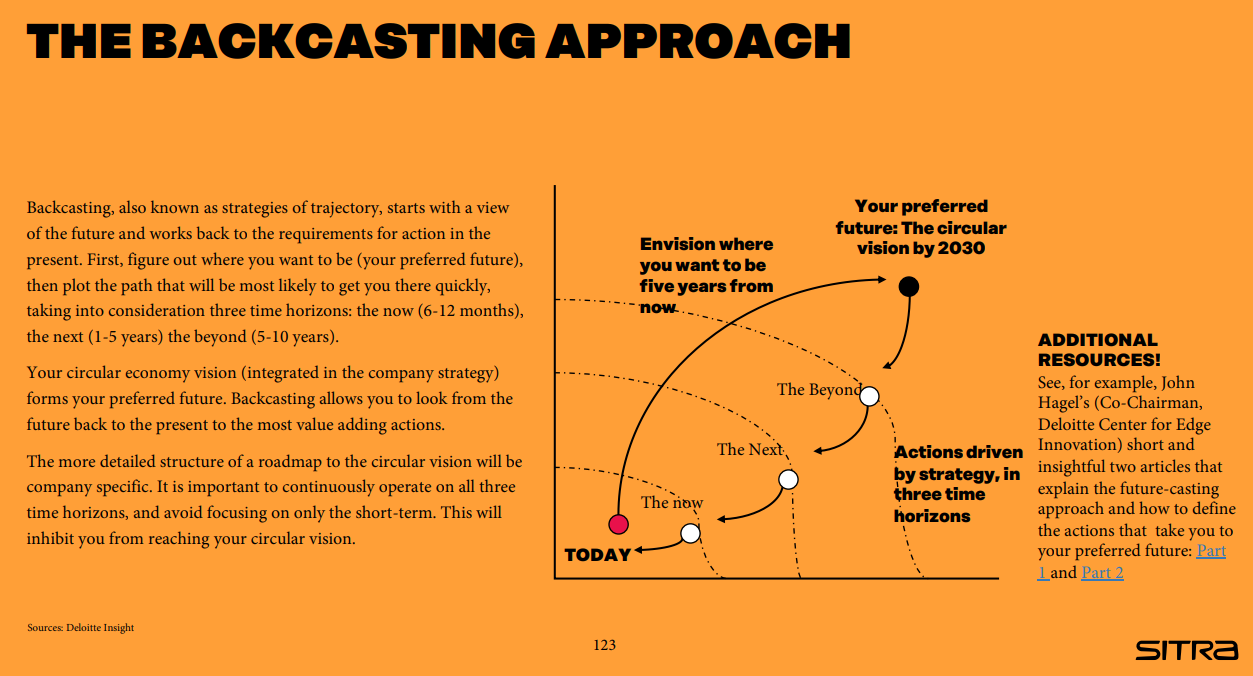 THE BACKCASTING APPROACH
Backcasting, also known as strategies of trajectory, starts with a view
of the future and works back to the requirements for action in the
present. First, figure out where you want to be (your preferred future),
then plot the path that will be most likely to get you there quickly,
taking into consideration three time horizons: the now (6-12 months),
the next (1-5 years) the beyond (5-10 years).
Your circular economy vision (integrated in the company strategy)
forms your preferred future. Backcasting allows you to look from the
future back to the present to the most value adding actions.
The more detailed structure of a roadmap to the circular vision will be
company specific. It is important to continuously operate on all three
time horizons, and avoid focusing on only the short-term. This will
inhibit you from reaching your circular vision.
Your preferred
future: The circular
vision by 2030
Envision where
you want to be
five years from
now
The Beyond
The Next
The now
TODAY
Actions driven
by strategy, in
three time
horizons
ADDITIONAL
RESOURCES!
See, for example, John
Hagel's (Co-Chairman,
Deloitte Center for Edge
Innovation) short and
insightful two articles that
explain the future-casting
approach and how to define
the actions that  take you to
your preferred future: Part
1 and Part 2
Sources: Deloitte Insight
123
SITRA